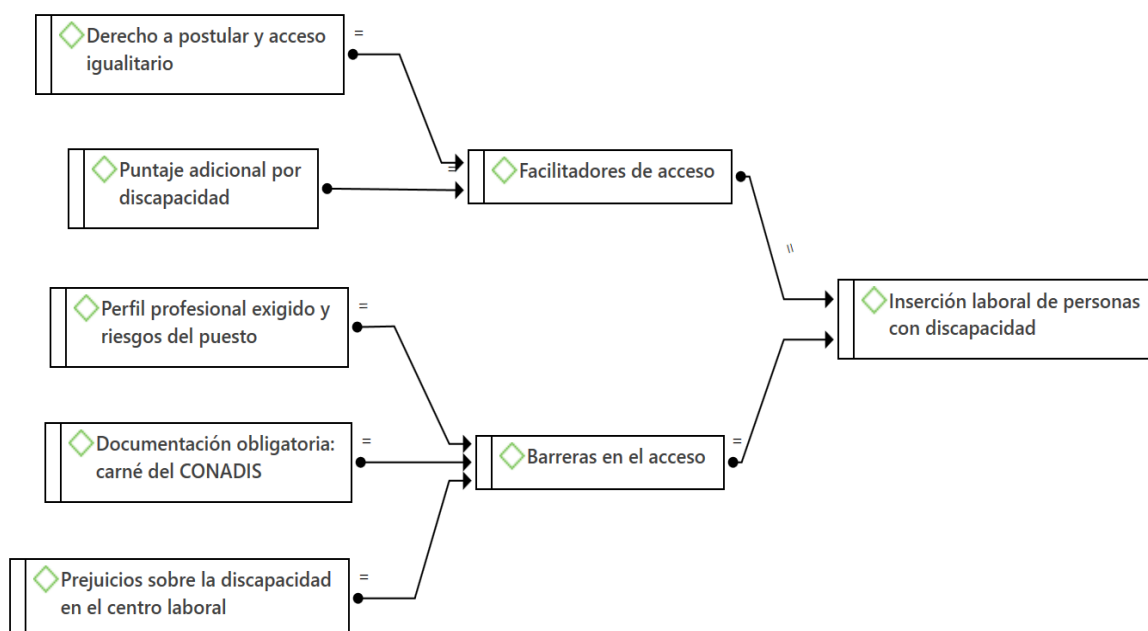 Derecho a postular y acceso
igualitario
=
Puntaje adicional por
discapacidad
=
Facilitadores de acceso
=
Perfil profesional exigido y
riesgos del puesto
=
Inserción laboral de personas
con discapacidad
Documentación obligatoria:
carné del CONADIS
=
Barreras en el acceso
=
Prejuicios sobre la discapacidad
en el centro laboral
=